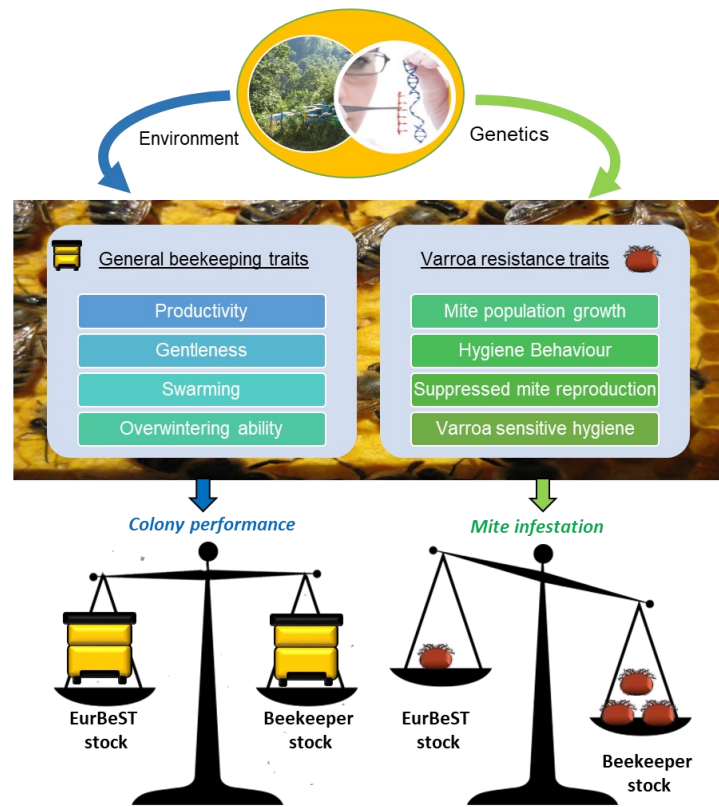 Environment
Genetics
General beekeeping traits
Productivity
Gentleness
Swarming
Overwintering ability
Varroa resistance traits
Mite population growth
Hygiene Behaviour
Suppressed mite reproduction
Varroa sensitive hygiene
Colony performance
Mite infestation
EurBeST
stock
Beekeeper
stock
EurBeST
stock
Beekeeper
stock